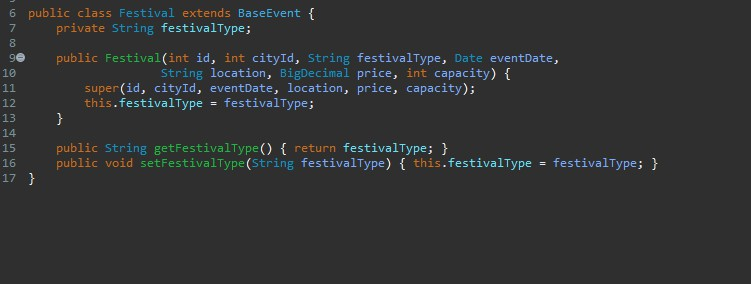 6 public class Festival extends BaseEvent {
7     private String festivalType;
8
9     public Festival(int id, int cityId, String festivalType, Date eventDate,
10                    String location, BigDecimal price, int capacity) {
11         super(id, cityId, eventDate, location, price, capacity);
12         this.festivalType = festivalType;
13     }
14
15     public String getFestivalType() { return festivalType; }
16     public void setFestivalType(String festivalType) { this.festivalType = festivalType; }
17 }